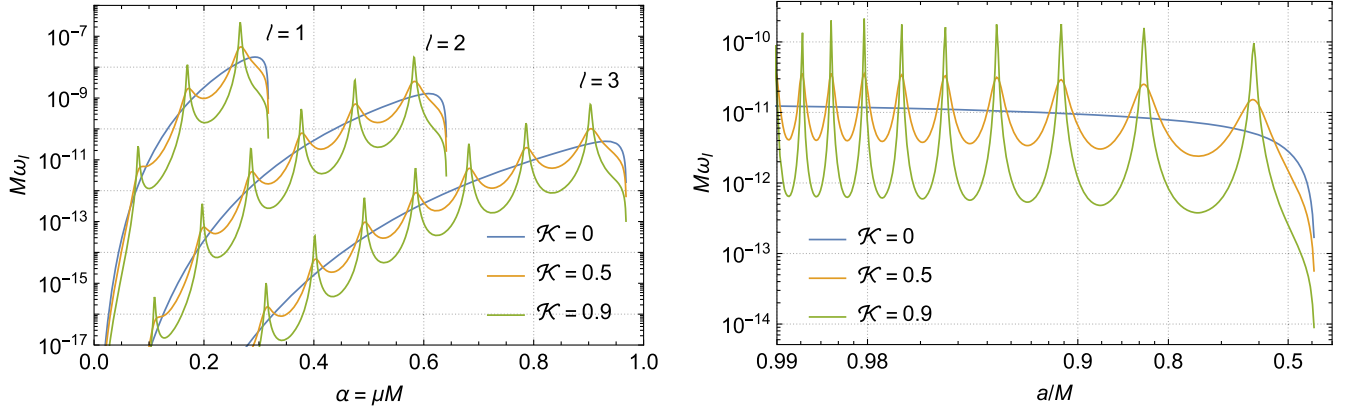 10⁻⁷
10⁻⁹
10⁻¹¹
10⁻¹³
10⁻¹⁵
10⁻¹⁷
Mωₗ
l = 1
l = 2
l = 3
𝒦 = 0
𝒦 = 0.5
𝒦 = 0.9
0.0 0.2 0.4 0.6 0.8 1.0
α = μM
10⁻¹⁰
10⁻¹¹
10⁻¹²
10⁻¹³
10⁻¹⁴
Mωₗ
𝒦 = 0
𝒦 = 0.5
𝒦 = 0.9
0.99 0.98 0.9 0.8 0.5
a/M